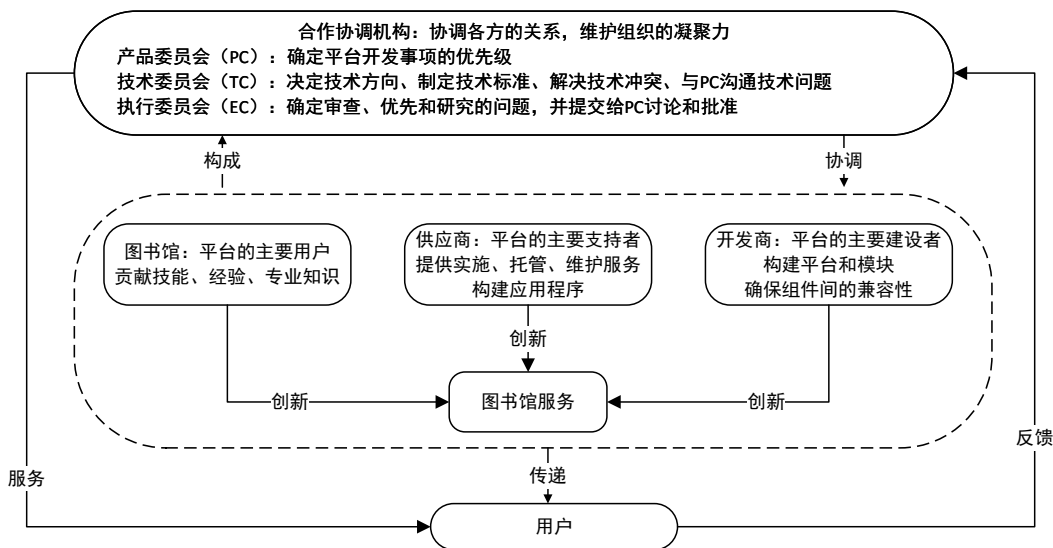 合作协调机构：协调各方的关系，维护组织的凝聚力
产品委员会（PC）：确定平台开发事项的优先级
技术委员会（TC）：决定技术方向、制定技术标准、解决技术冲突、与PC沟通技术问题
执行委员会（EC）：确定审查、优先和研究的问题，并提交给PC讨论和批准
构成
协调
图书馆：平台的主要用户
贡献技能、经验、专业知识
供应商：平台的主要支持者
提供实施、托管、维护服务
构建应用程序
开发商：平台的主要建设者
构建平台和模块
确保组件间的兼容性
创新
创新
图书馆服务
创新
服务
传递
反馈
用户